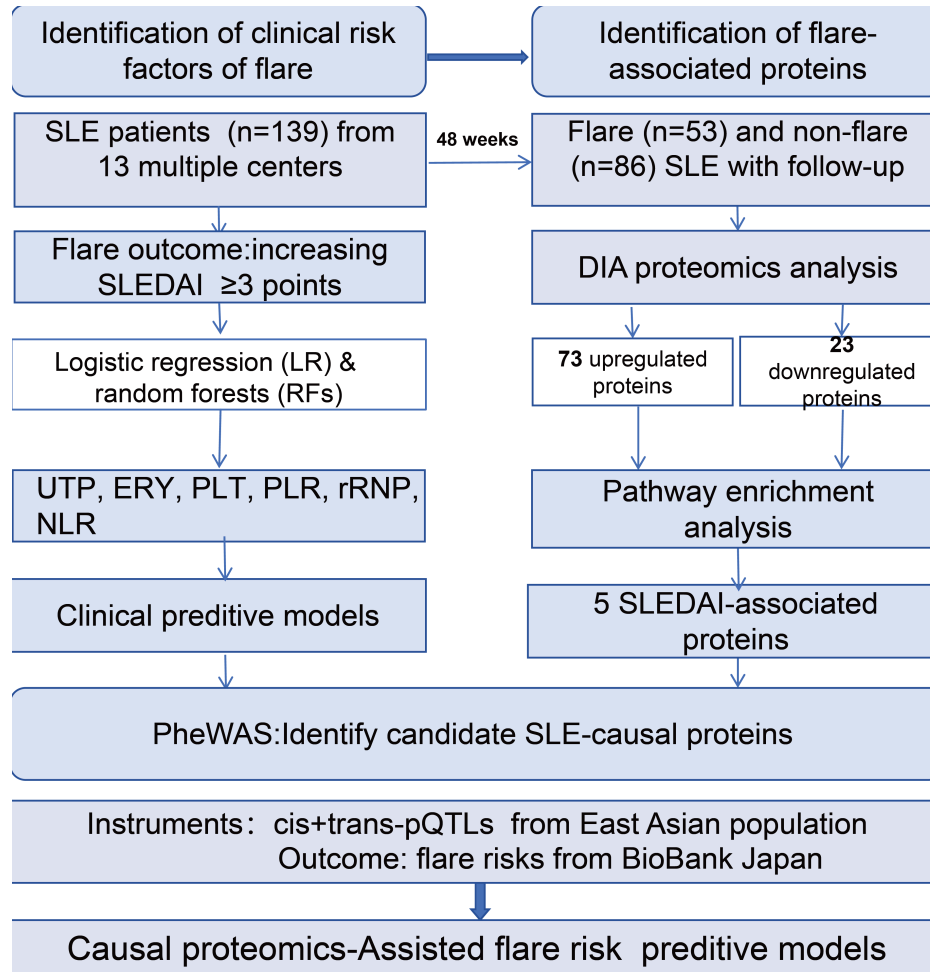 Identification of clinical risk
factors of flare
Identification of flare-
associated proteins
SLE patients (n=139) from
13 multiple centers
48 weeks
Flare (n=53) and non-flare
(n=86) SLE with follow-up
Flare outcome:increasing
SLEDAI ≥3 points
DIA proteomics analysis
Logistic regression (LR) &
random forests (RFs)
73 upregulated
proteins
23
downregulated
proteins
UTP, ERY, PLT, PLR, rRNP,
NLR
Pathway enrichment
analysis
Clinical preditive models
5 SLEDAI-associated
proteins
PheWAS:Identify candidate SLE-causal proteins
Instruments: cis+trans-pQTLs from East Asian population
Outcome: flare risks from BioBank Japan
Causal proteomics-Assisted flare risk preditive models